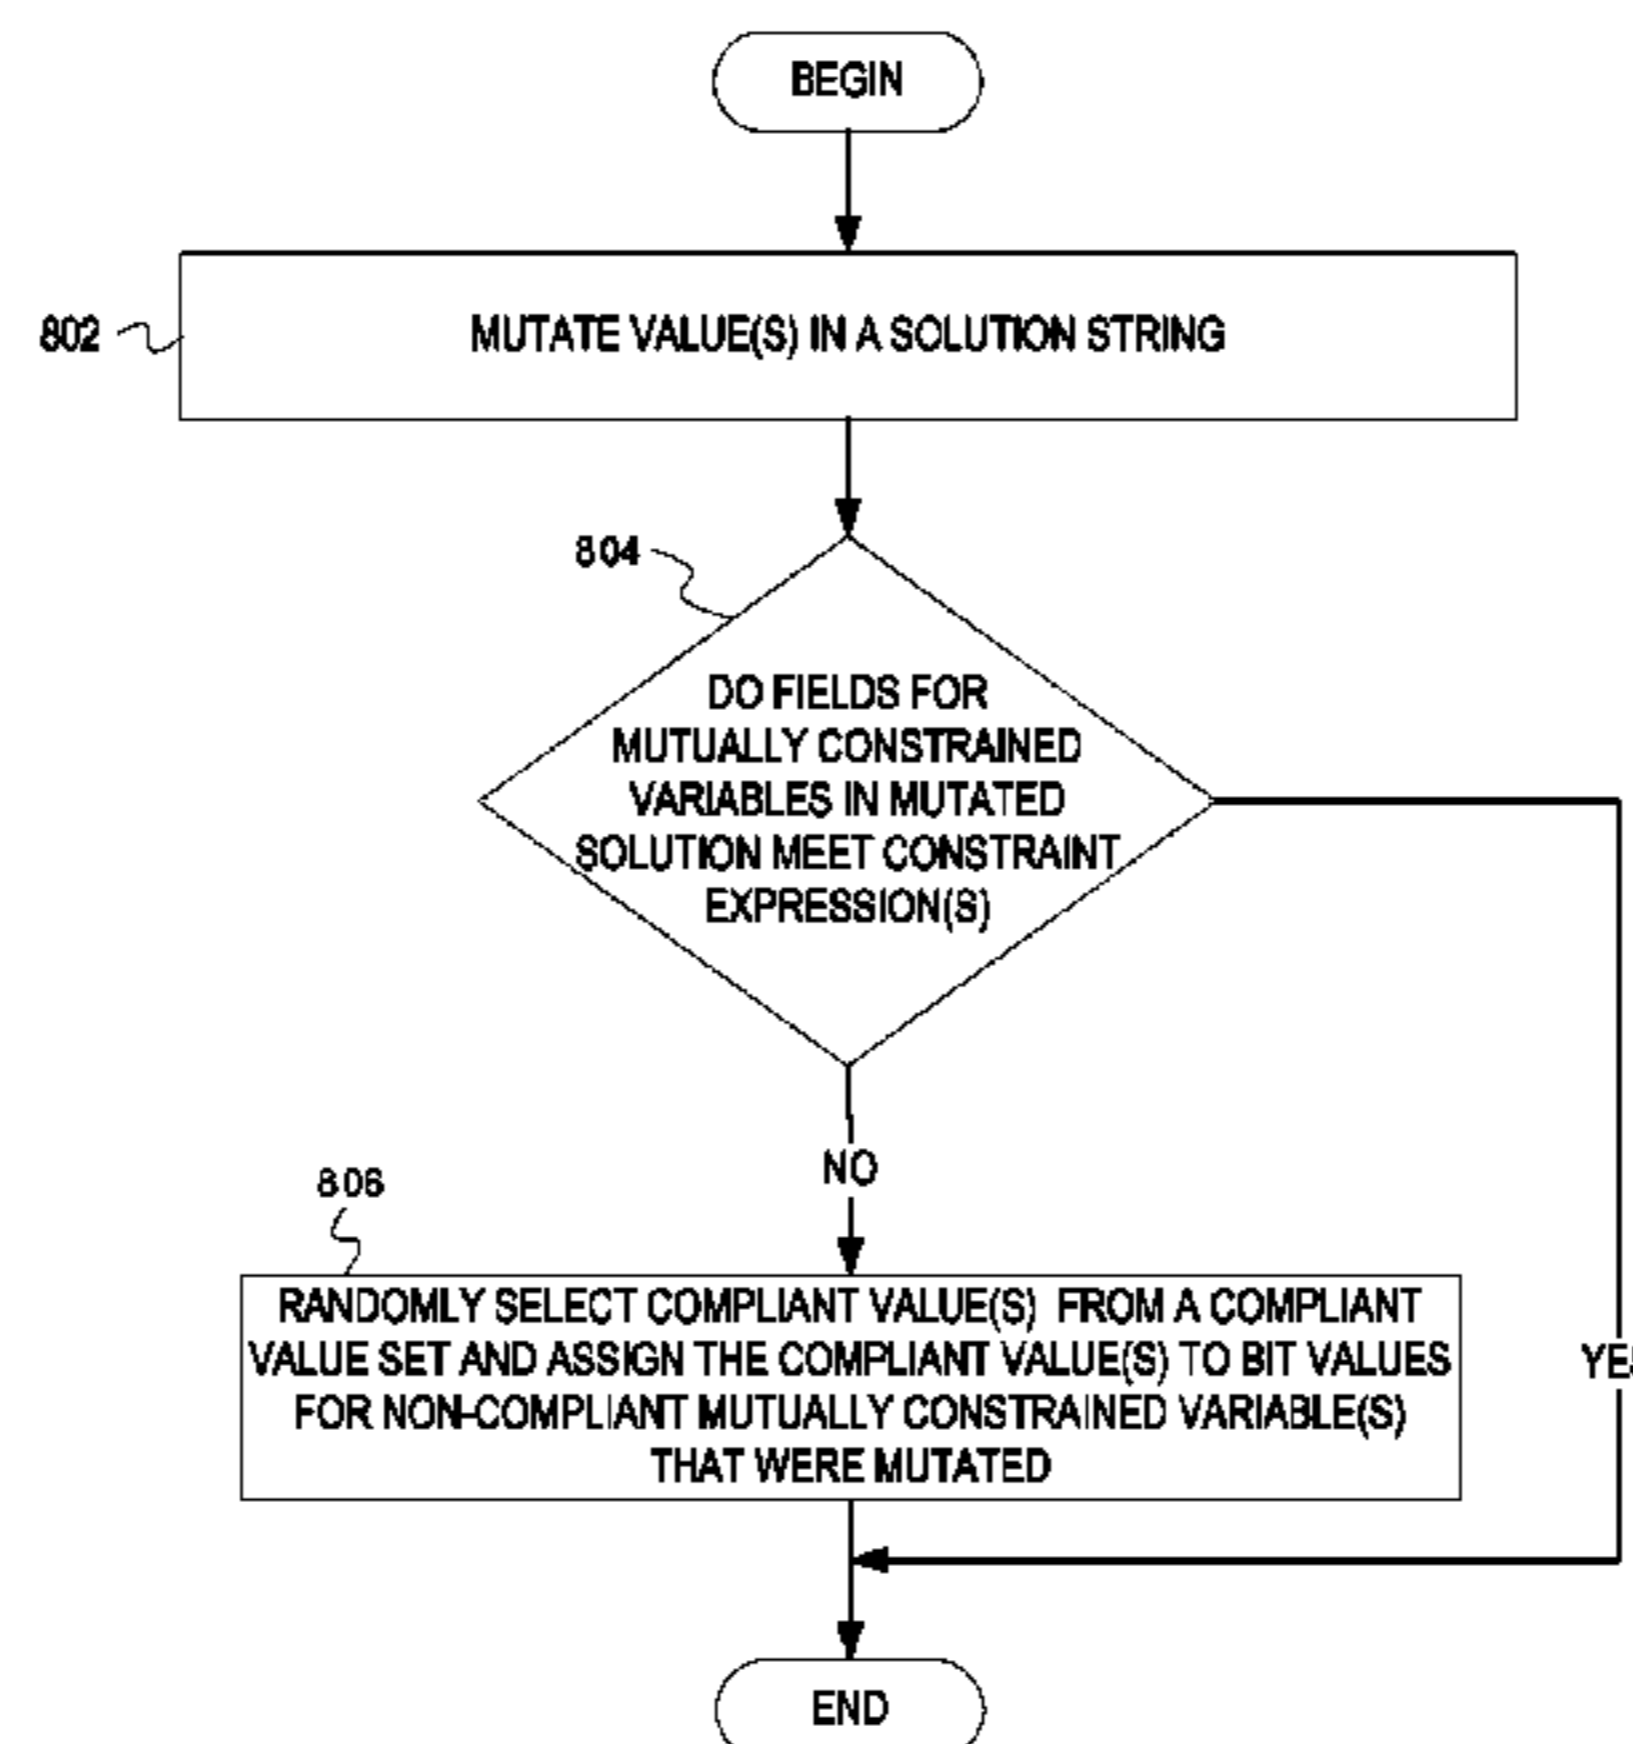 BEGIN
802
MUTATE VALUE(S) IN A SOLUTION STRING
804
DO FIELDS FOR
MUTUALLY CONSTRAINED
VARIABLES IN MUTATED
SOLUTION MEET CONSTRAINT
EXPRESSION(S)
NO
806
RANDOMLY SELECT COMPLIANT VALUE(S) FROM A COMPLIANT
VALUE SET AND ASSIGN THE COMPLIANT VALUE(S) TO BIT VALUES
FOR NON-COMPLIANT MUTUALLY CONSTRAINED VARIABLE(S)
THAT WERE MUTATED
YES
END